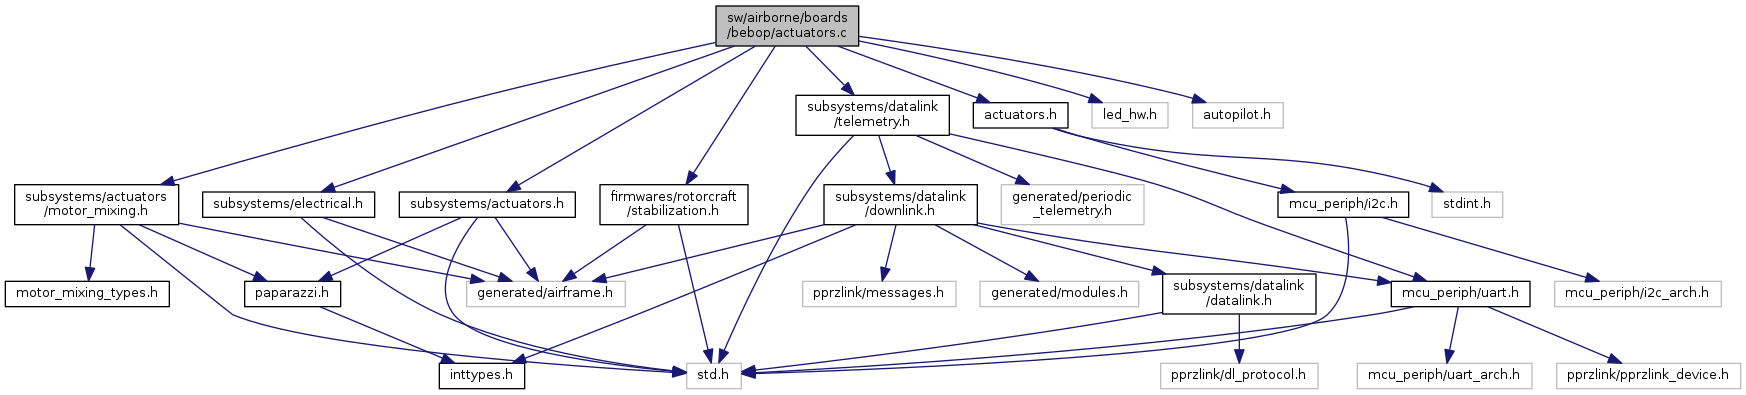 sw/airborne/boards
/bebop/actuators.c
subsystems/datalink
/telemetry.h
actuators.h
led_hw.h
autopilot.h
subsystems/actuators
/motor_mixing.h
subsystems/electrical.h
subsystems/actuators.h
firmwares/rotorcraft
/stabilization.h
subsystems/datalink
/downlink.h
generated/periodic
_telemetry.h
mcu_periph/i2c.h
stdint.h
motor_mixing_types.h
paparazzi.h
generated/airframe.h
pprzlink/messages.h
generated/modules.h
subsystems/datalink
/datalink.h
mcu_periph/uart.h
mcu_periph/i2c_arch.h
inttypes.h
std.h
pprzlink/dl_protocol.h
mcu_periph/uart_arch.h
pprzlink/pprzlink_device.h